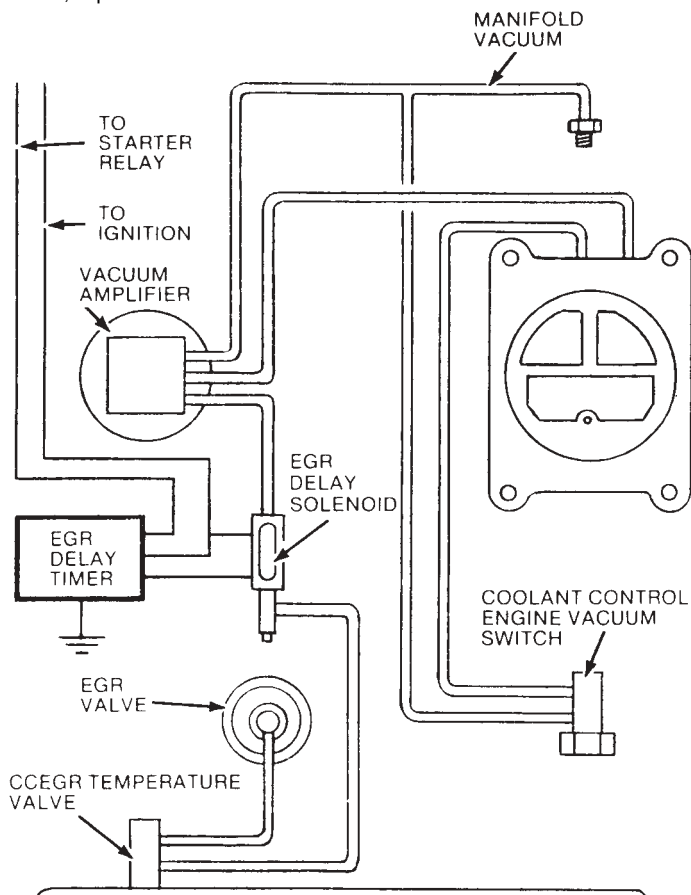 MANIFOLD
VACUUM
TO
STARTER
RELAY
TO
IGNITION
VACUUM
AMPLIFIER
EGR
DELAY
SOLENOID
EGR
DELAY
TIMER
COOLANT CONTROL
ENGINE VACUUM
SWITCH
EGR
VALVE
CCEGR TEMPERATURE
VALVE